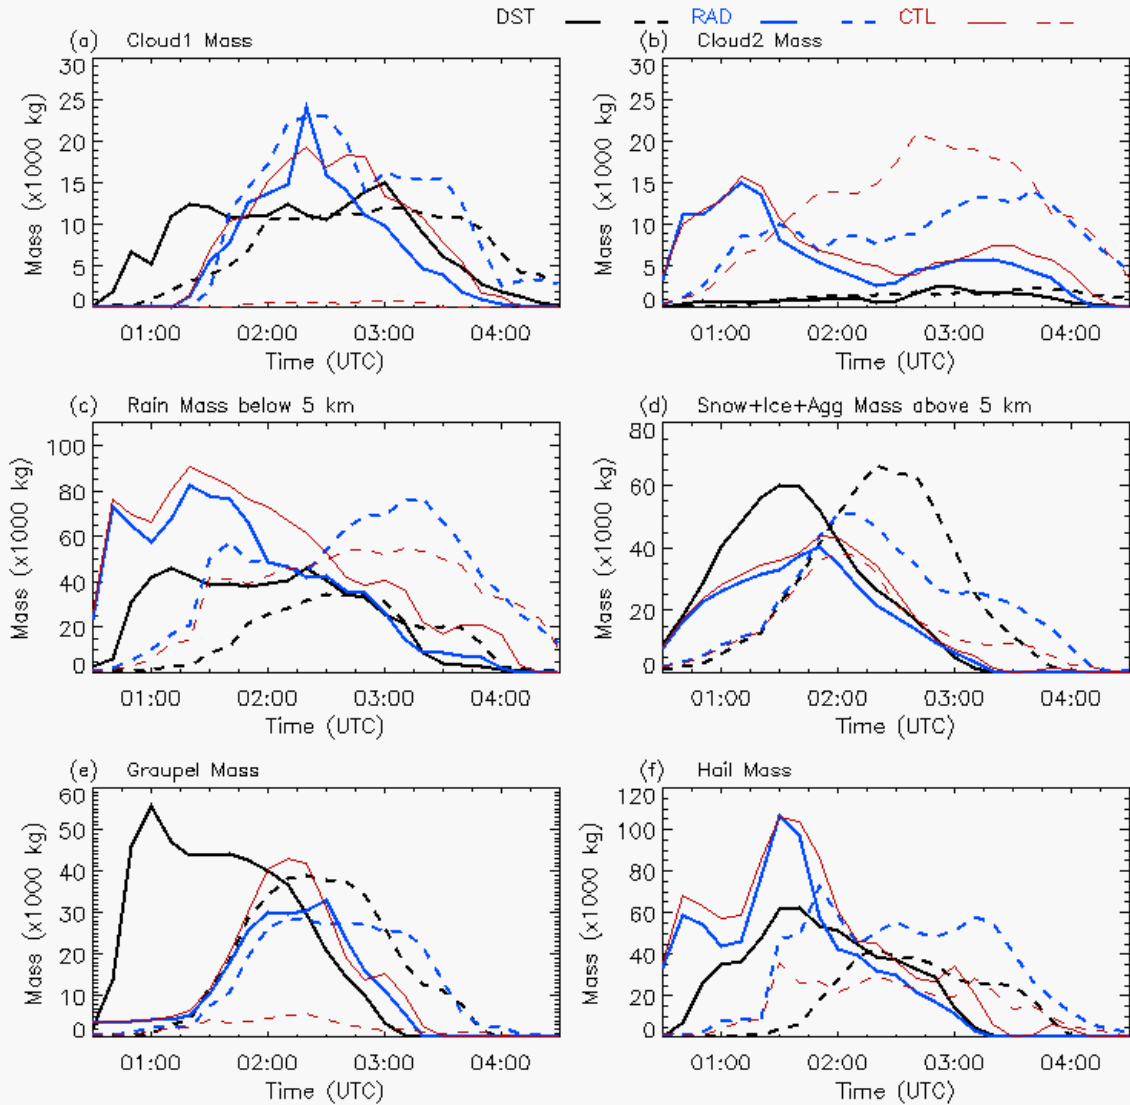 DST RAD CTL
(a) Cloud1 Mass
(b) Cloud2 Mass
30
25
20
15
10
5
0
Mass (x1000 kg)
01:00 02:00 03:00 04:00
Time (UTC)
30
25
20
15
10
5
0
Mass (x1000 kg)
01:00 02:00 03:00 04:00
Time (UTC)
(c) Rain Mass below 5 km
(d) Snow+Ice+Agg Mass above 5 km
100
80
60
40
20
0
Mass (x1000 kg)
01:00 02:00 03:00 04:00
Time (UTC)
80
60
40
20
0
Mass (x1000 kg)
01:00 02:00 03:00 04:00
Time (UTC)
(e) Graupel Mass
(f) Hail Mass
60
50
40
30
20
10
0
Mass (x1000 kg)
01:00 02:00 03:00 04:00
Time (UTC)
120
100
80
60
40
20
0
Mass (x1000 kg)
01:00 02:00 03:00 04:00
Time (UTC)